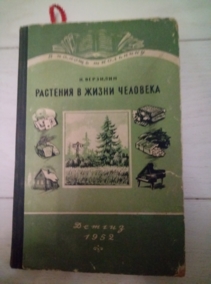 Н. ВЕРЗИЛИН
РАСТЕНИЯ В ЖИЗНИ ЧЕЛОВЕКА
Детгиз
1952